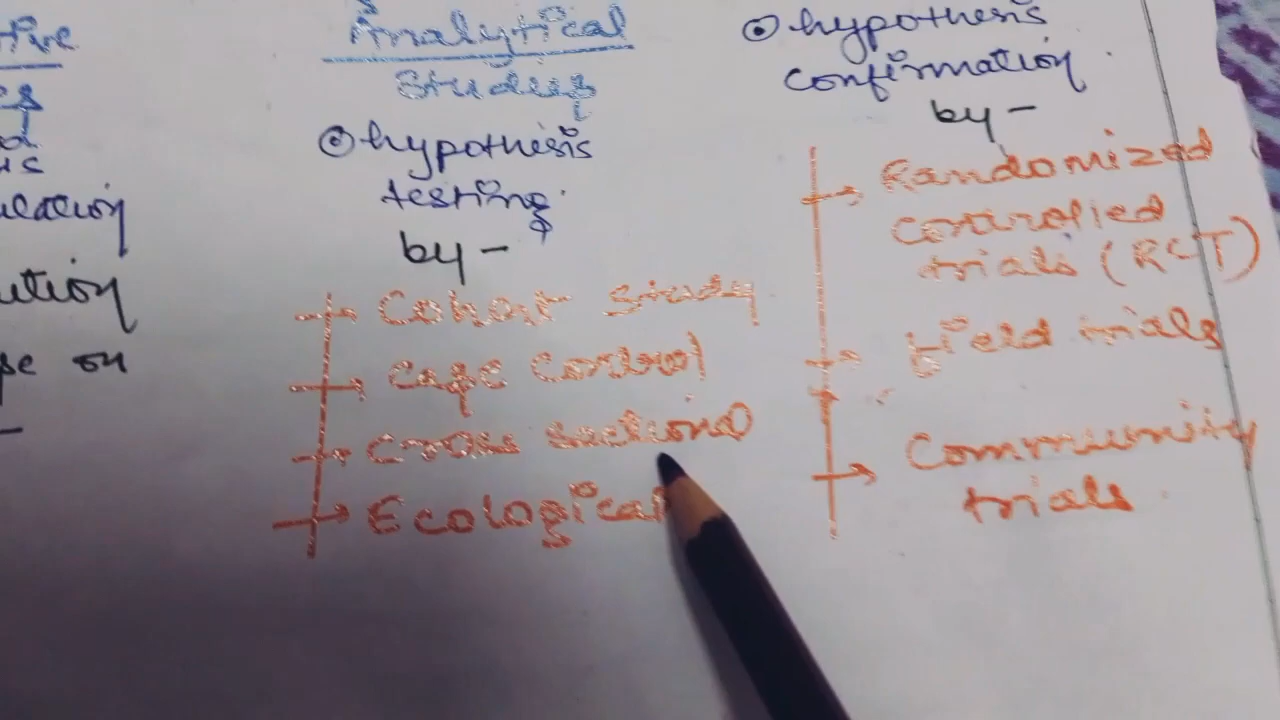 Analytical
Studies
hypothesis
testing
by -
Cohort study
Case control
Cross sectional
Ecological
hypothesis
confirmation
by -
Randomized
controlled
trials (RCT)
field trials
Community
trials
on